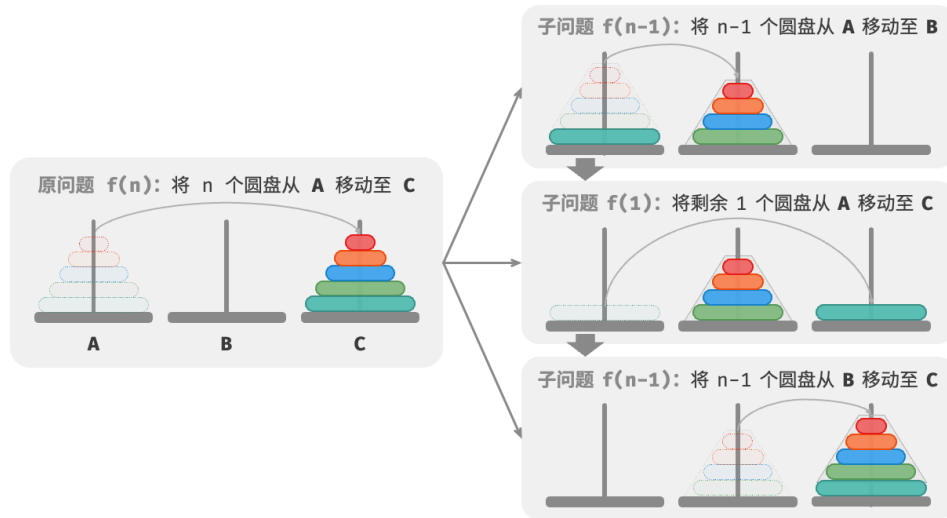 原问题 f(n)：将 n 个圆盘从 A 移动至 C
A
B
C
子问题 f(n-1)：将 n-1 个圆盘从 A 移动至 B
子问题 f(1)：将剩余 1 个圆盘从 A 移动至 C
子问题 f(n-1)：将 n-1 个圆盘从 B 移动至 C